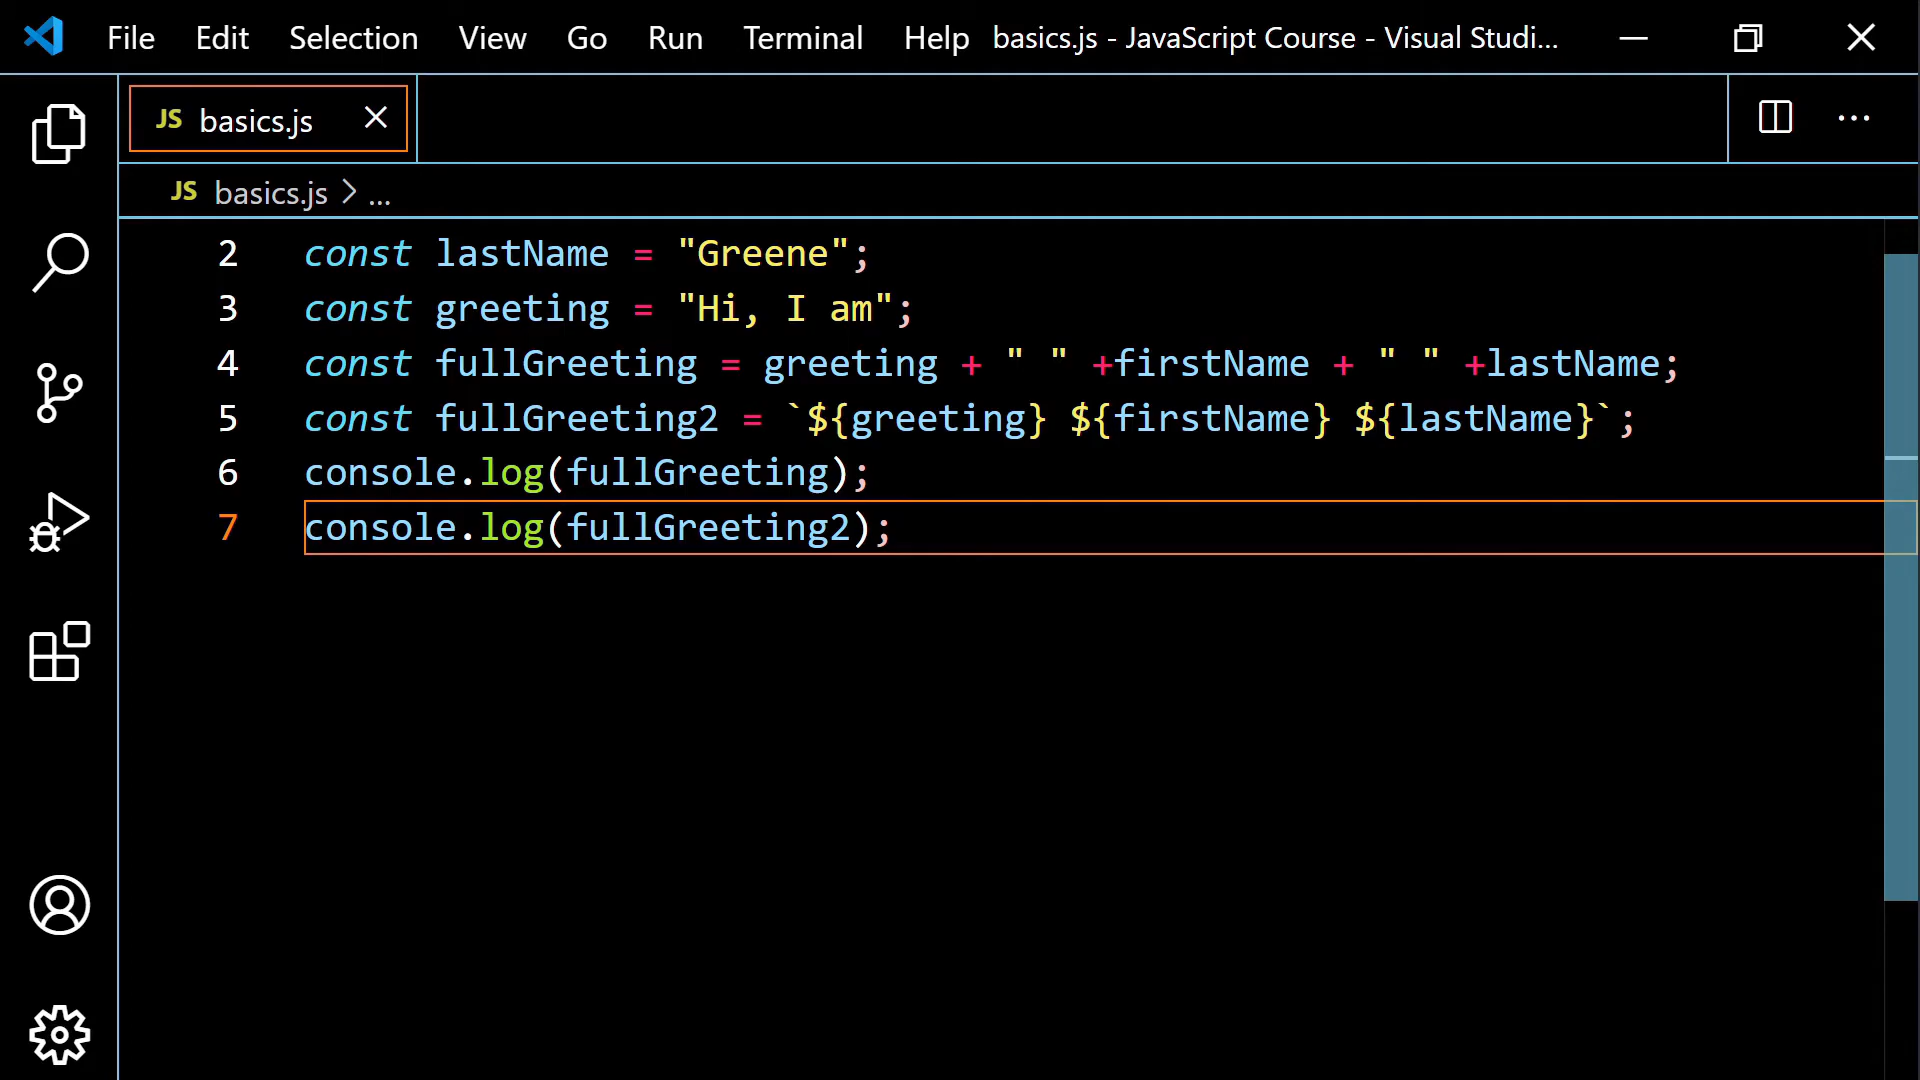 File Edit Selection View Go Run Terminal Help basics.js - JavaScript Course - Visual Studi...
JS basics.js
JS basics.js > ...
2 const lastName = "Greene";
3 const greeting = "Hi, I am";
4 const fullGreeting = greeting + " " +firstName + " " +lastName;
5 const fullGreeting2 = `${greeting} ${firstName} ${lastName}`;
6 console.log(fullGreeting);
7 console.log(fullGreeting2);